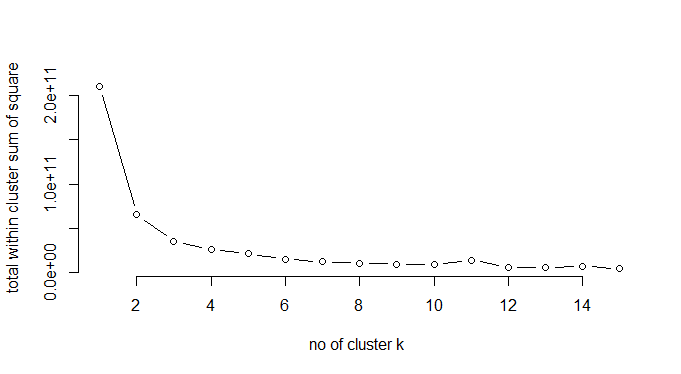 total within cluster sum of square
2.0e+11
1.0e+11
0.0e+00
2 4 6 8 10 12 14
no of cluster k